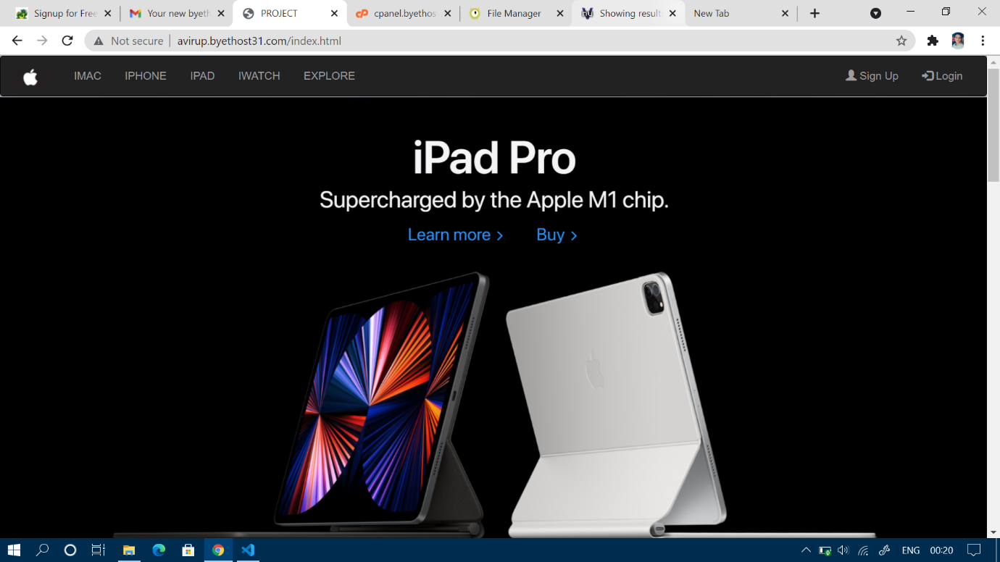 Signup for Free
Your new byeth
PROJECT
cpanel.byethos
File Manager
Showing results
New Tab
Not secure
avirup.byethost31.com/index.html
IMAC
IPHONE
IPAD
IWATCH
EXPLORE
Sign Up
Login
iPad Pro
Supercharged by the Apple M1 chip.
Learn more >
Buy >
ENG
00:20